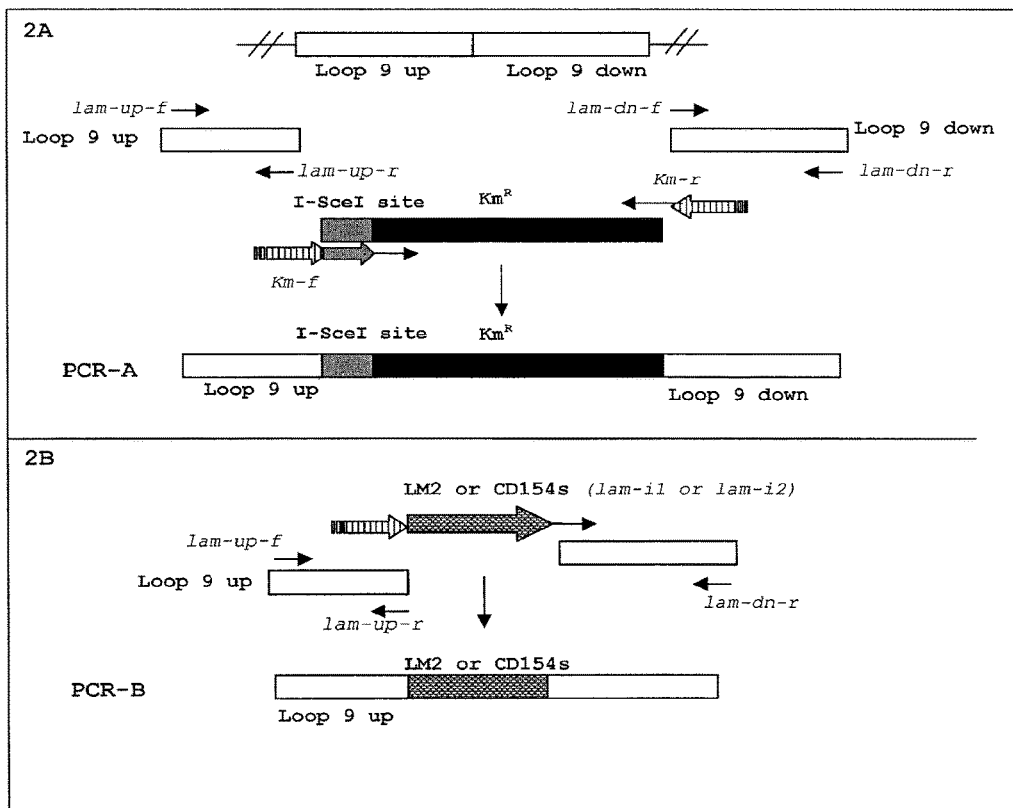 2A
Loop 9 up Loop 9 down
lam-up-f lam-dn-f
Loop 9 up Loop 9 down
lam-up-r lam-dn-r
Km-r
I-SceI site Kmᴿ
Km-f
I-SceI site Kmᴿ
PCR-A
Loop 9 up Loop 9 down
2B
LM2 or CD154s (lam-i1 or lam-i2)
lam-up-f
Loop 9 up
lam-up-r lam-dn-r
LM2 or CD154s
PCR-B
Loop 9 up